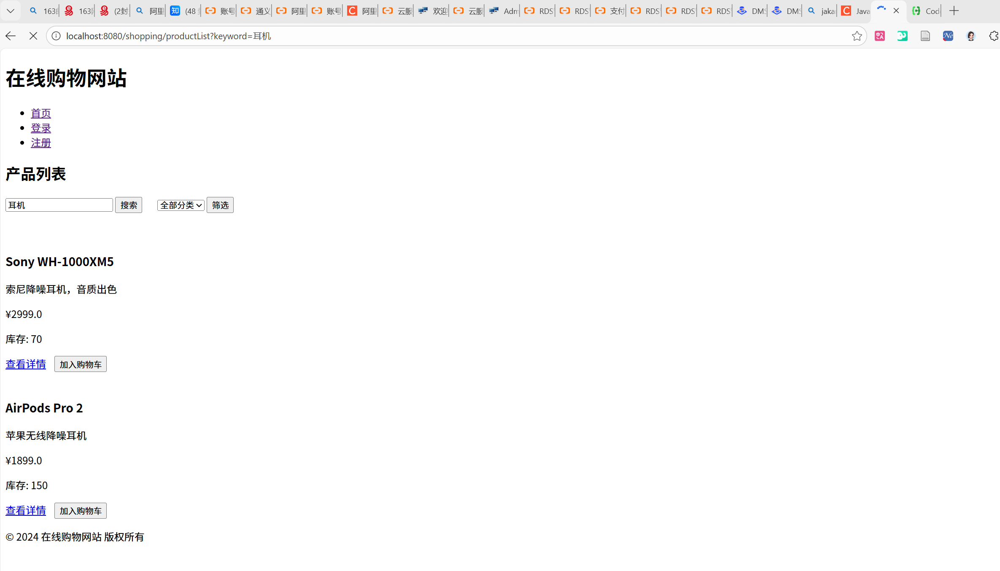 163 (2封 阿里 知 (48 账号 通义 阿里 账号 C 阿里 云服 欢迎 云服 Adm RDS RDS 支付 RDS RDS RDS DMS DMS jaka C Java Cod
localhost:8080/shopping/productList?keyword=耳机
在线购物网站
首页
登录
注册
产品列表
耳机 搜索 全部分类 筛选
Sony WH-1000XM5
索尼降噪耳机，音质出色
¥2999.0
库存: 70
查看详情 加入购物车
AirPods Pro 2
苹果无线降噪耳机
¥1899.0
库存: 150
查看详情 加入购物车
© 2024 在线购物网站 版权所有